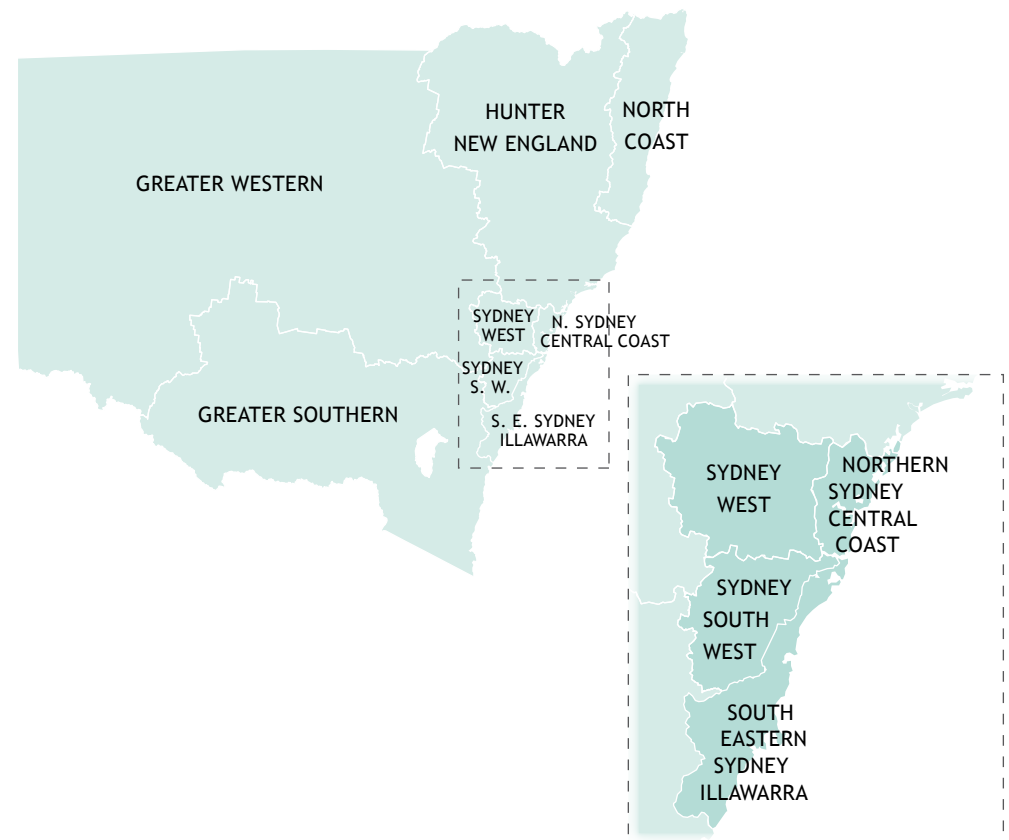 HUNTER
NEW ENGLAND
NORTH
COAST
GREATER WESTERN
SYDNEY
WEST
N. SYDNEY
CENTRAL COAST
SYDNEY
S. W.
GREATER SOUTHERN
S. E. SYDNEY
ILLAWARRA
SYDNEY
WEST
NORTHERN
SYDNEY
CENTRAL
COAST
SYDNEY
SOUTH
WEST
SOUTH
EASTERN
SYDNEY
ILLAWARRA